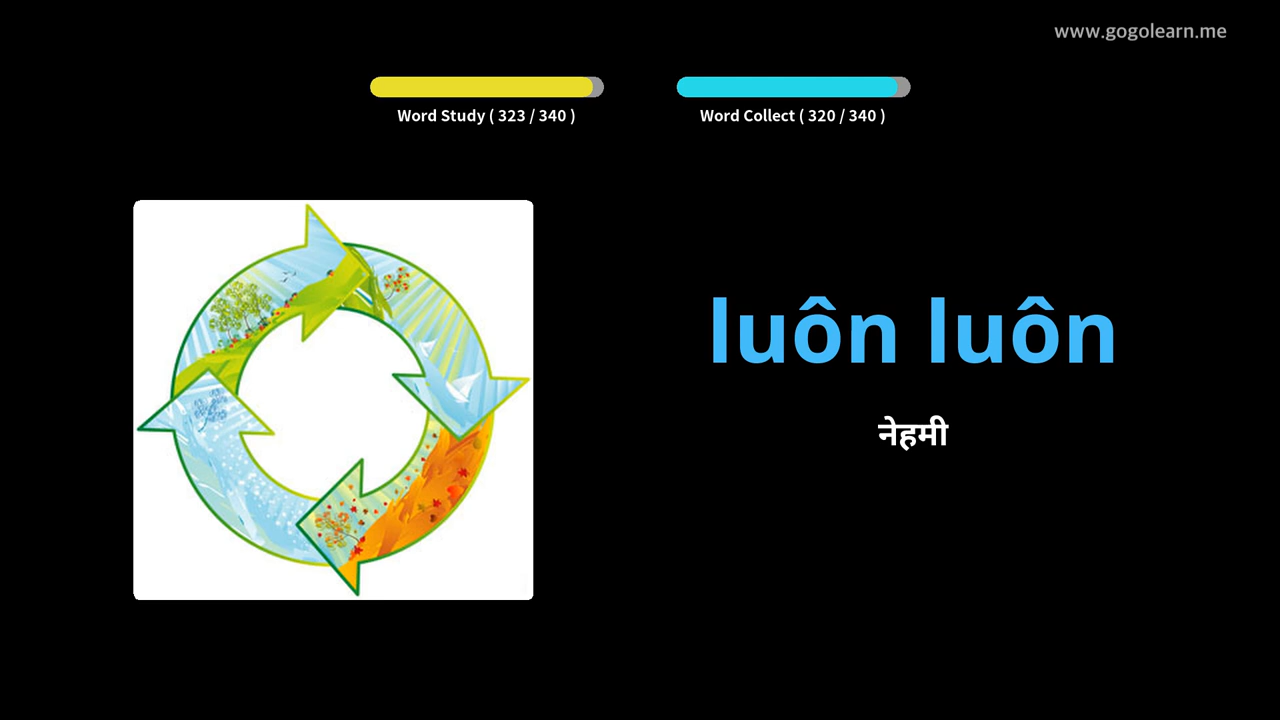 www.gogolearn.me
Word Study ( 323 / 340 )
Word Collect ( 320 / 340 )
luôn luôn
नेहमी